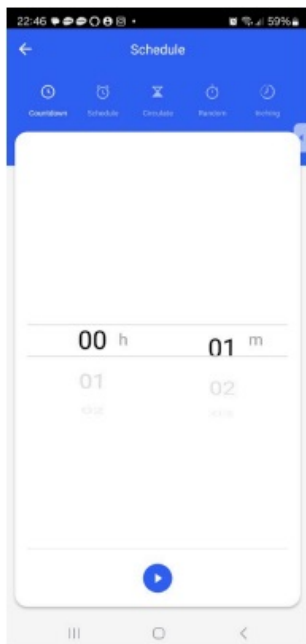 22:46 59%
Schedule
Countdown Schedule Circulate Random Inching
00 h 01 m
01 02